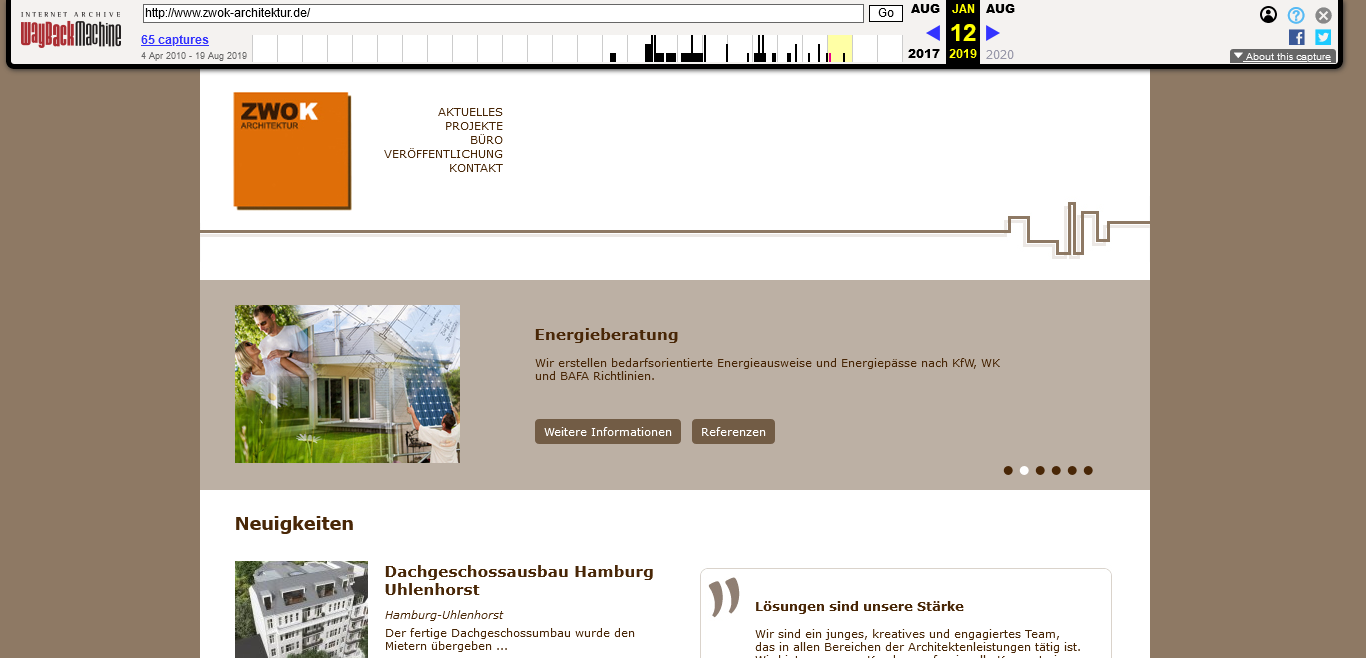 INTERNET ARCHIVE
WayBackMachine
http://www.zwok-architektur.de/
Go
65 captures
4 Apr 2010 - 19 Aug 2019
AUG JAN AUG
12
2017 2019 2020
About this capture
ZWOK
ARCHITEKTUR
AKTUELLES
PROJEKTE
BÜRO
VERÖFFENTLICHUNG
KONTAKT
Energieberatung
Wir erstellen bedarfsorientierte Energieausweise und Energiepässe nach KfW, WK
und BAFA Richtlinien.
Weitere Informationen Referenzen
Neuigkeiten
Dachgeschossausbau Hamburg
Uhlenhorst
Hamburg-Uhlenhorst
Der fertige Dachgeschossumbau wurde den
Mietern übergeben ...
Lösungen sind unsere Stärke
Wir sind ein junges, kreatives und engagiertes Team,
das in allen Bereichen der Architektenleistungen tätig ist.